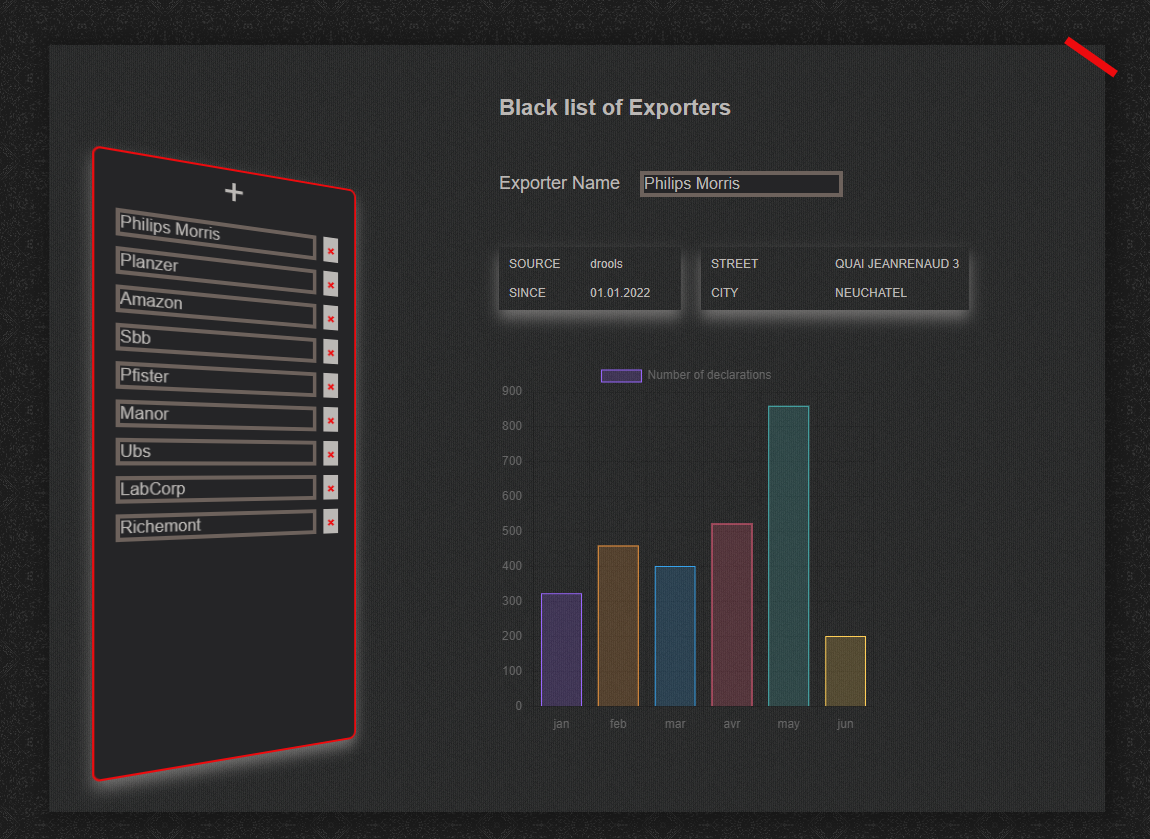 Black list of Exporters
Exporter Name Philips Morris
+
Philips Morris ×
Planzer ×
Amazon ×
Sbb ×
Pfister ×
Manor ×
Ubs ×
LabCorp ×
Richemont ×
SOURCE drools
SINCE 01.01.2022
STREET QUAI JEANRENAUD 3
CITY NEUCHATEL
Number of declarations
900
800
700
600
500
400
300
200
100
0
jan feb mar avr may jun